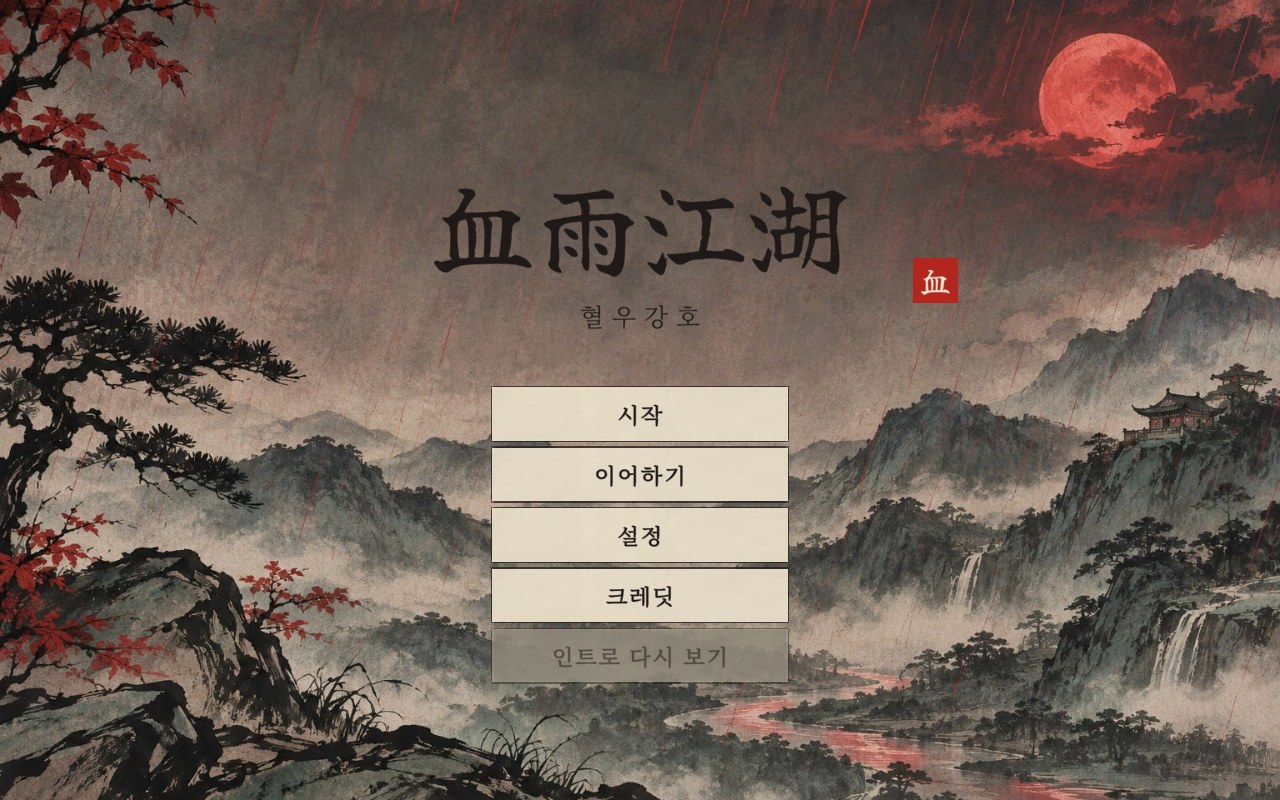 血雨江湖
血
혈우강호
시작
이어하기
설정
크레딧
인트로 다시 보기